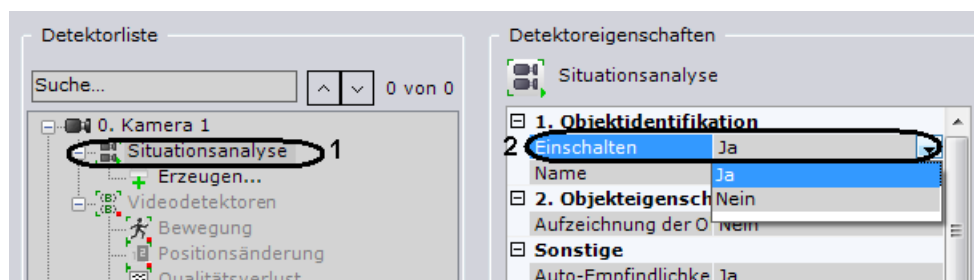 Detektorliste
Suche...
0 von 0
0. Kamera 1
Situationsanalyse 1
Erzeugen...
Videodetektoren
Bewegung
Positionsänderung
Qualitätsverlust
Detektoreigenschaften
Situationsanalyse
1. Objektidentifikation
2 Einschalten Ja
Name Ja
2. Objekteigensch Nein
Aufzeichnung der O Nein
Sonstige
Auto-Empfindlichke Ja